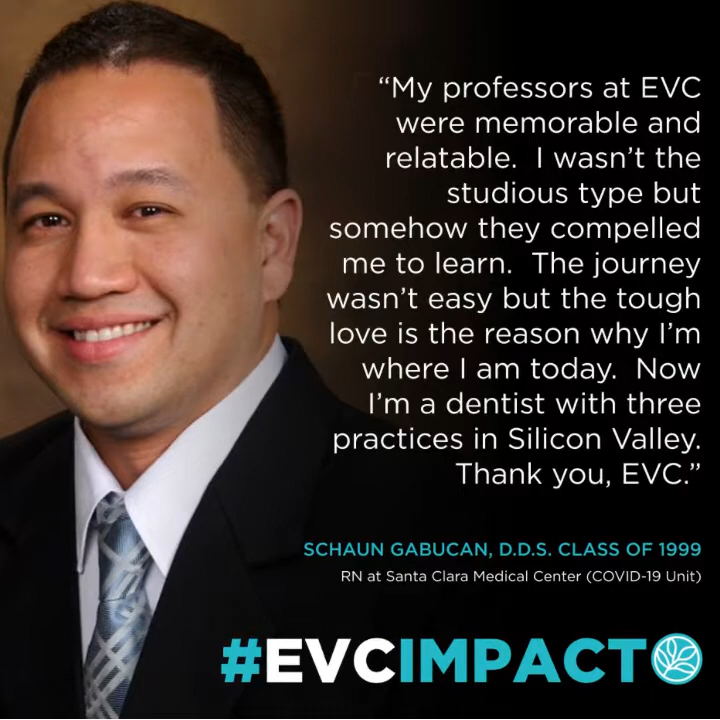 “My professors at EVC
were memorable and
relatable.  I wasn’t the
studious type but
somehow they compelled
me to learn.  The journey
wasn’t easy but the tough
love is the reason why I’m
where I am today.  Now
I’m a dentist with three
practices in Silicon Valley.
Thank you, EVC.”
SCHAUN GABUCAN, D.D.S. CLASS OF 1999
RN at Santa Clara Medical Center (COVID-19 Unit)
#EVCIMPACT